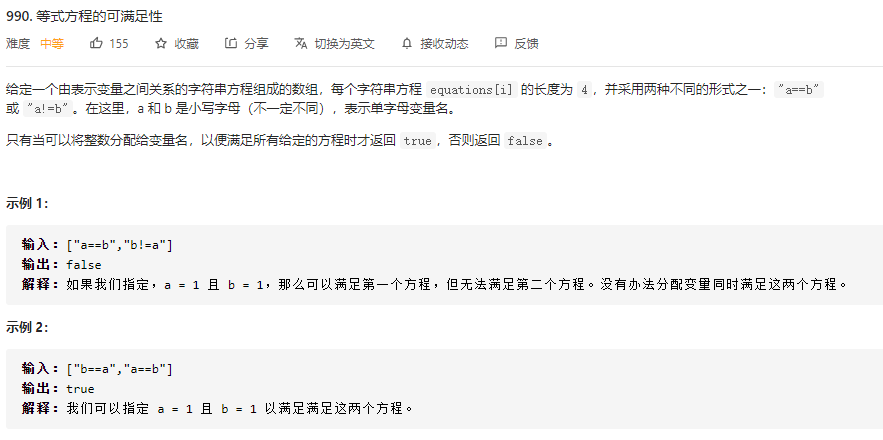 990. 等式方程的可满足性
难度 中等 155 收藏 分享 切换为英文 接收动态 反馈
给定一个由表示变量之间关系的字符串方程组成的数组，每个字符串方程 equations[i] 的长度为 4，并采用两种不同的形式之一："a==b"
或 "a!=b"。在这里，a 和 b 是小写字母（不一定不同），表示单字母变量名。
只有当可以将整数分配给变量名，以便满足所有给定的方程时才返回 true，否则返回 false。
示例 1：
输入：["a==b","b!=a"]
输出：false
解释：如果我们指定，a = 1 且 b = 1，那么可以满足第一个方程，但无法满足第二个方程。没有办法分配变量同时满足这两个方程。
示例 2：
输入：["b==a","a==b"]
输出：true
解释：我们可以指定 a = 1 且 b = 1 以满足满足这两个方程。